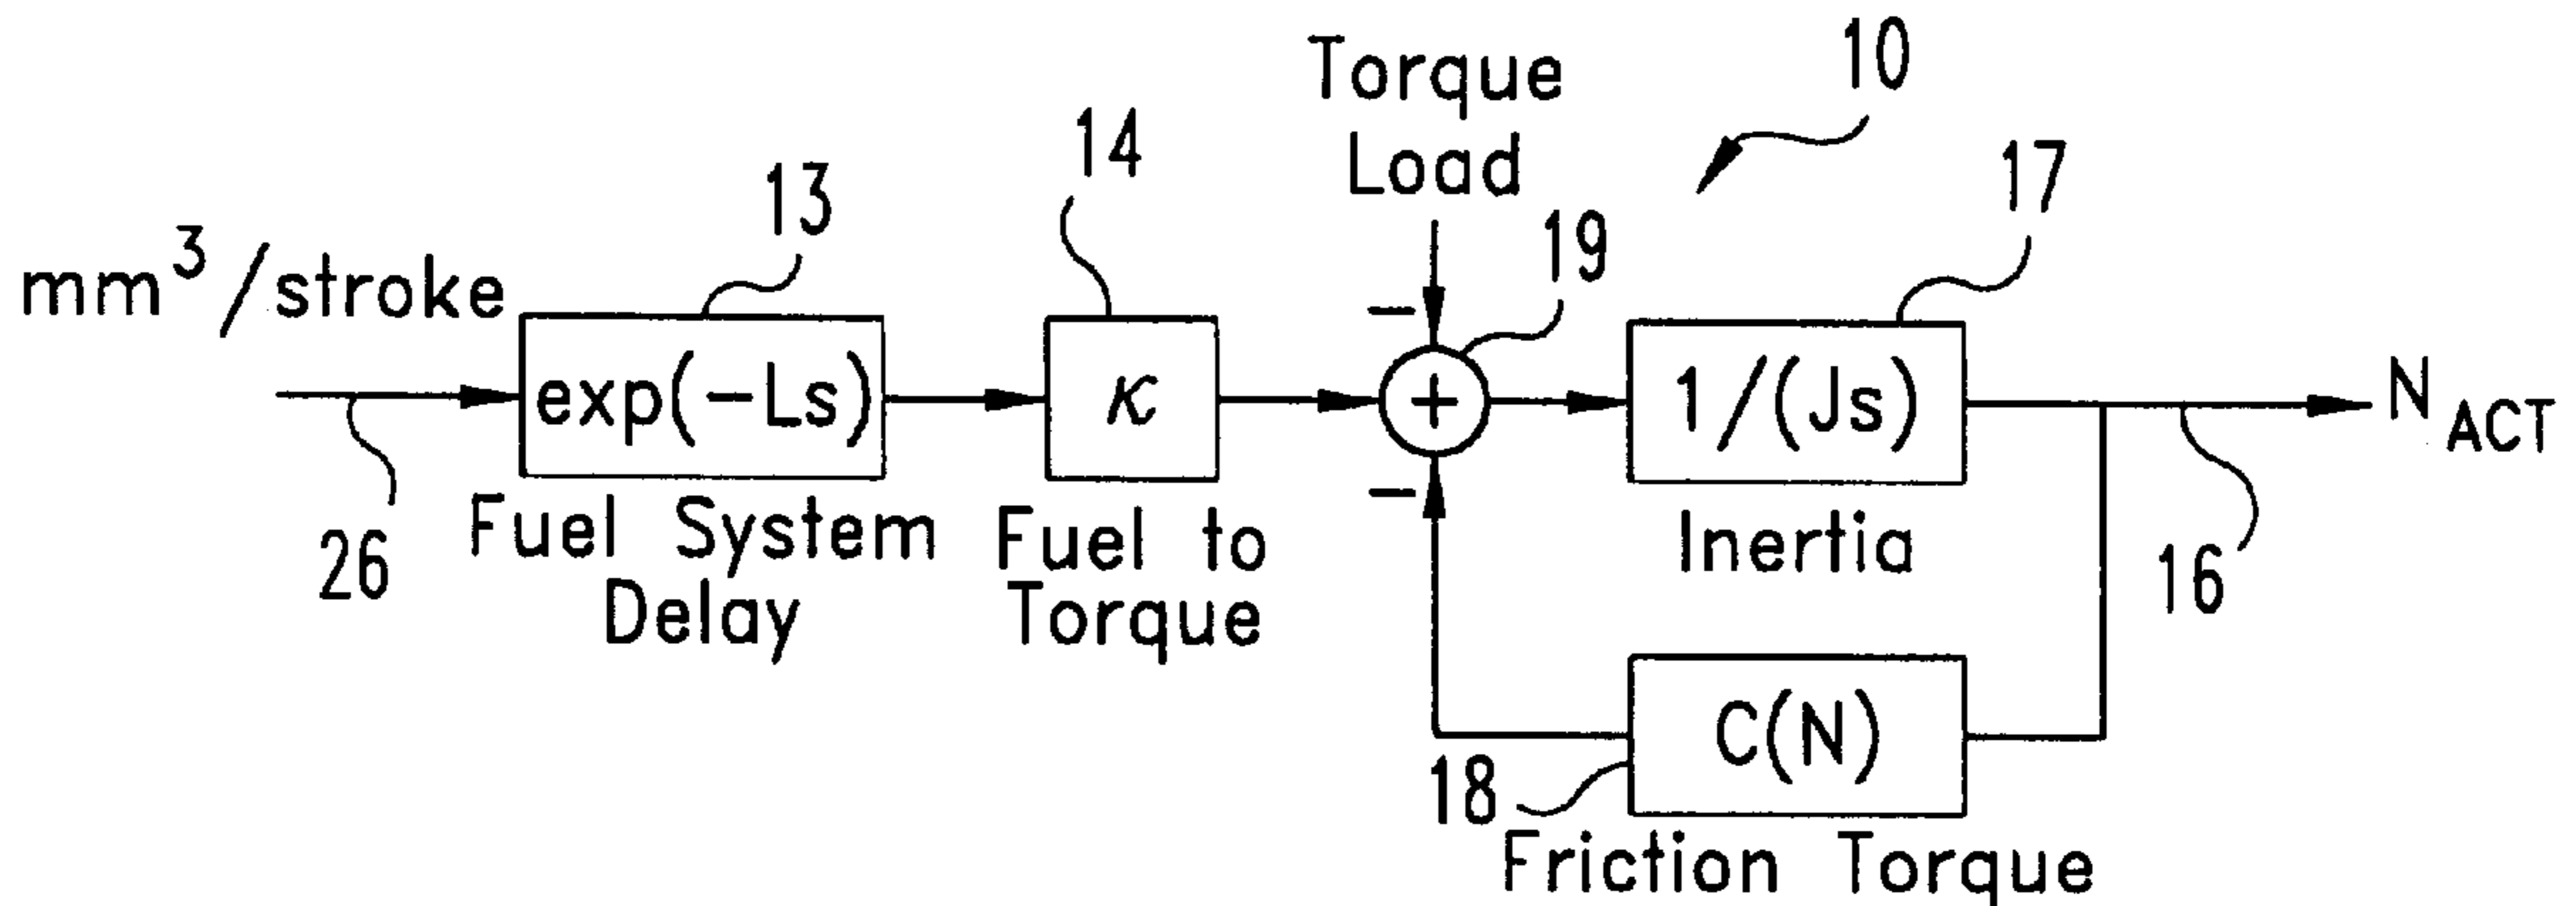 Torque
Load
10
14
13
17
19
mm³/stroke
exp(-Ls)
κ
+
-
-
1/(Js)
N ACT
26
Fuel System
Delay
Fuel to
Torque
Inertia
16
C(N)
18
Friction Torque